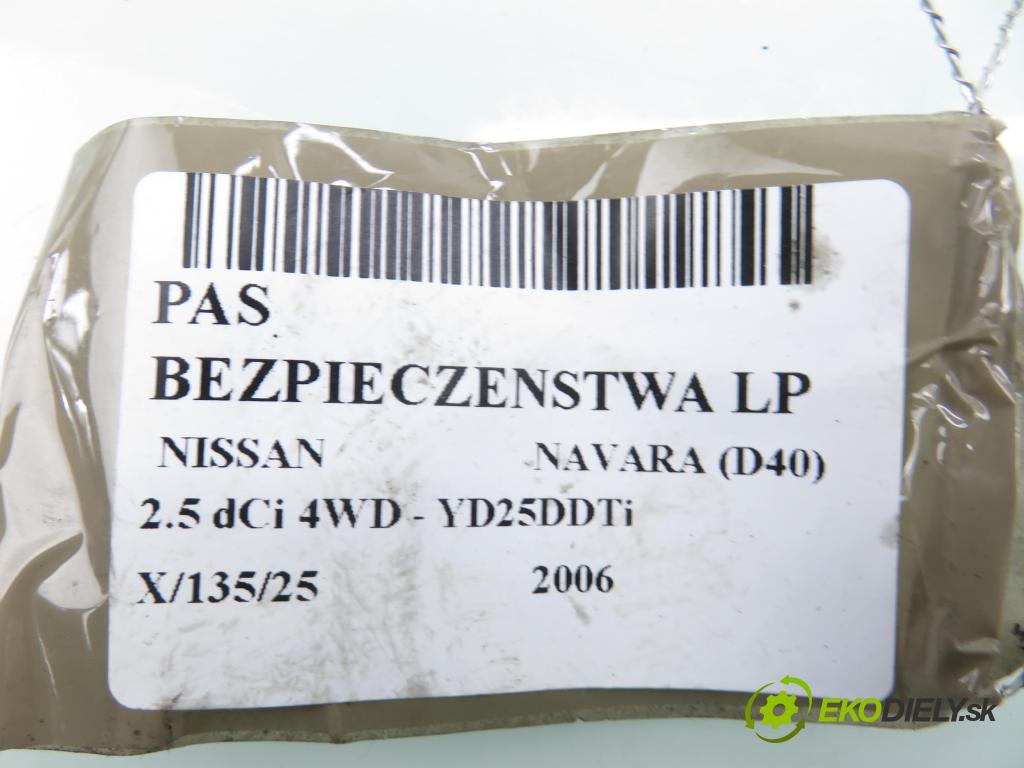 PAS
BEZPIECZENSTWA LP
NISSAN NAVARA (D40)
2.5 dCi 4WD - YD25DDTi
X/135/25 2006
EKODIELY.sk